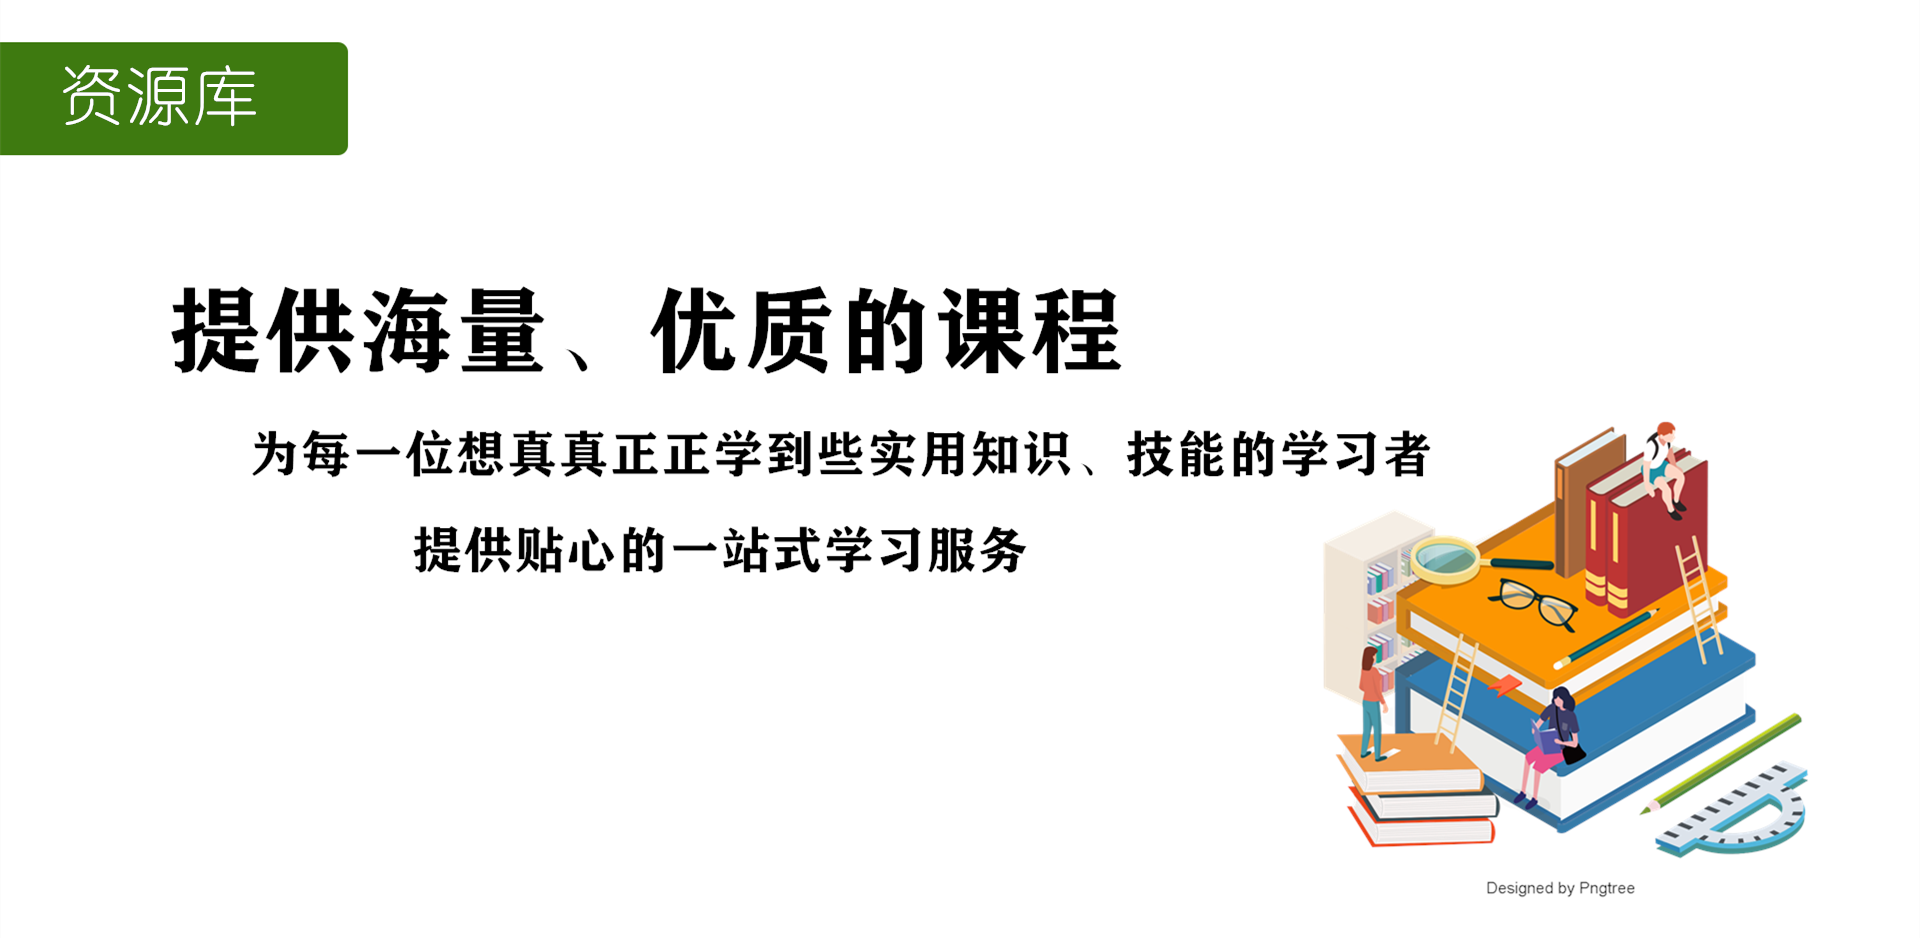 资源库
提供海量、优质的课程
为每一位想真真正正学到些实用知识、技能的学习者
提供贴心的一站式学习服务
Designed by Pngtree